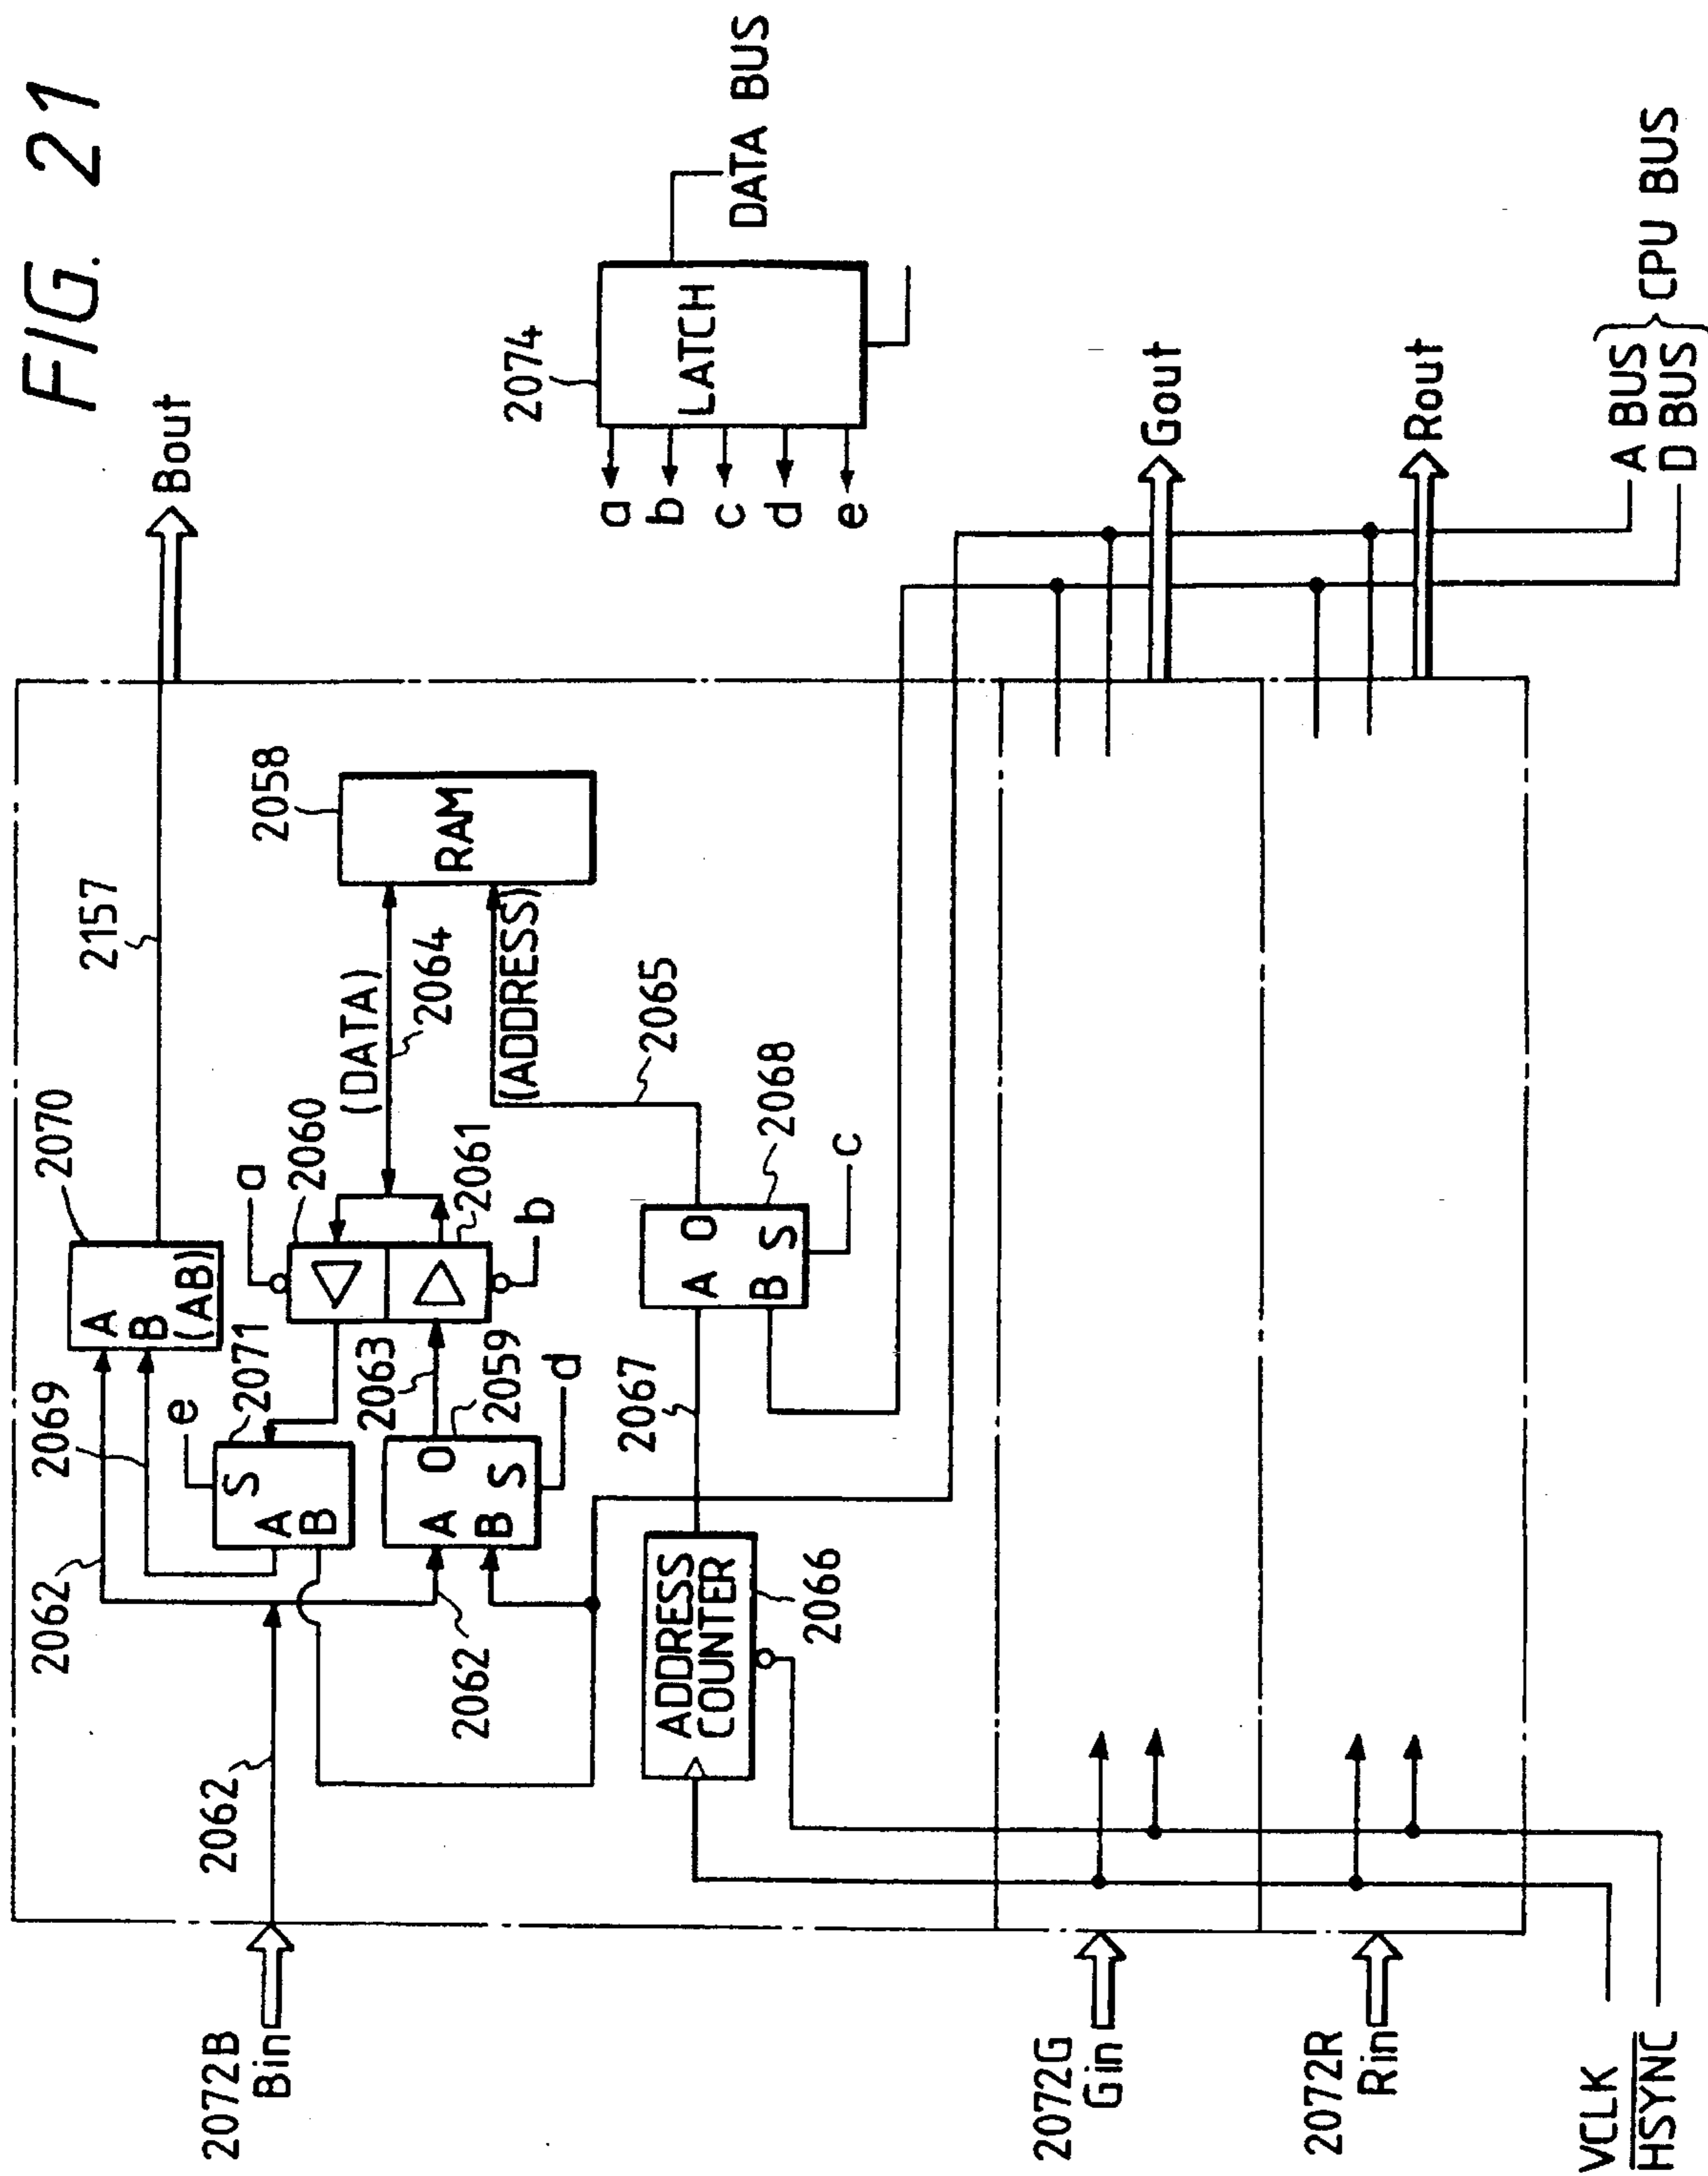 FIG. 21
2070
2157
Bout
2062
2069
A
B
(AB)
2071
e
S
A
B
a
2060
(DATA)
2064
2058
RAM
(ADDRESS)
2061
b
2063
2059
A
O
B
S
d
2062
2062
2072B
Bin
2074
LATCH
DATA BUS
a
b
c
d
e
2067
2065
2068
A
O
B
S
c
ADDRESS
COUNTER
2066
2072G
Gin
Gout
2072R
Rin
Rout
VCLK
HSYNC
A BUS
D BUS
CPU BUS